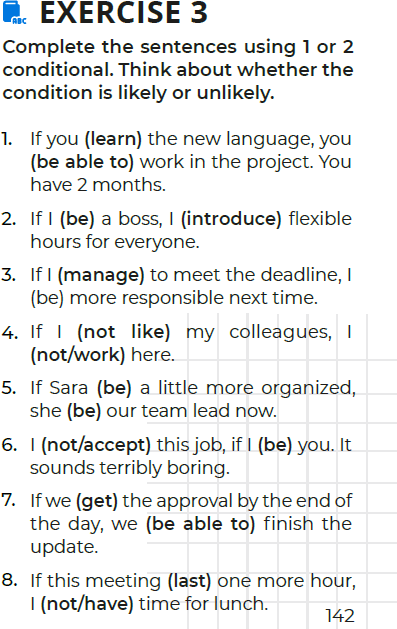 ABC EXERCISE 3
Complete the sentences using 1 or 2
conditional. Think about whether the
condition is likely or unlikely.
1. If you (learn) the new language, you
(be able to) work in the project. You
have 2 months.
2. If I (be) a boss, I (introduce) flexible
hours for everyone.
3. If I (manage) to meet the deadline, I
(be) more responsible next time.
4. If I (not like) my colleagues, I
(not/work) here.
5. If Sara (be) a little more organized,
she (be) our team lead now.
6. I (not/accept) this job, if I (be) you. It
sounds terribly boring.
7. If we (get) the approval by the end of
the day, we (be able to) finish the
update.
8. If this meeting (last) one more hour,
I (not/have) time for lunch.
142